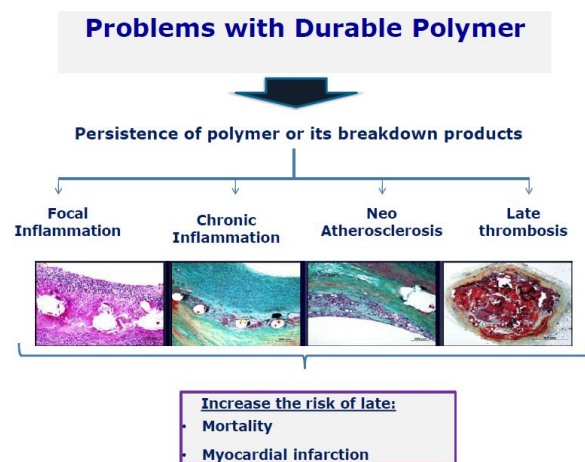 Problems with Durable Polymer
Persistence of polymer or its breakdown products
Focal
Inflammation
Chronic
Inflammation
Neo
Atherosclerosis
Late
thrombosis
Increase the risk of late:
• Mortality
• Myocardial infarction